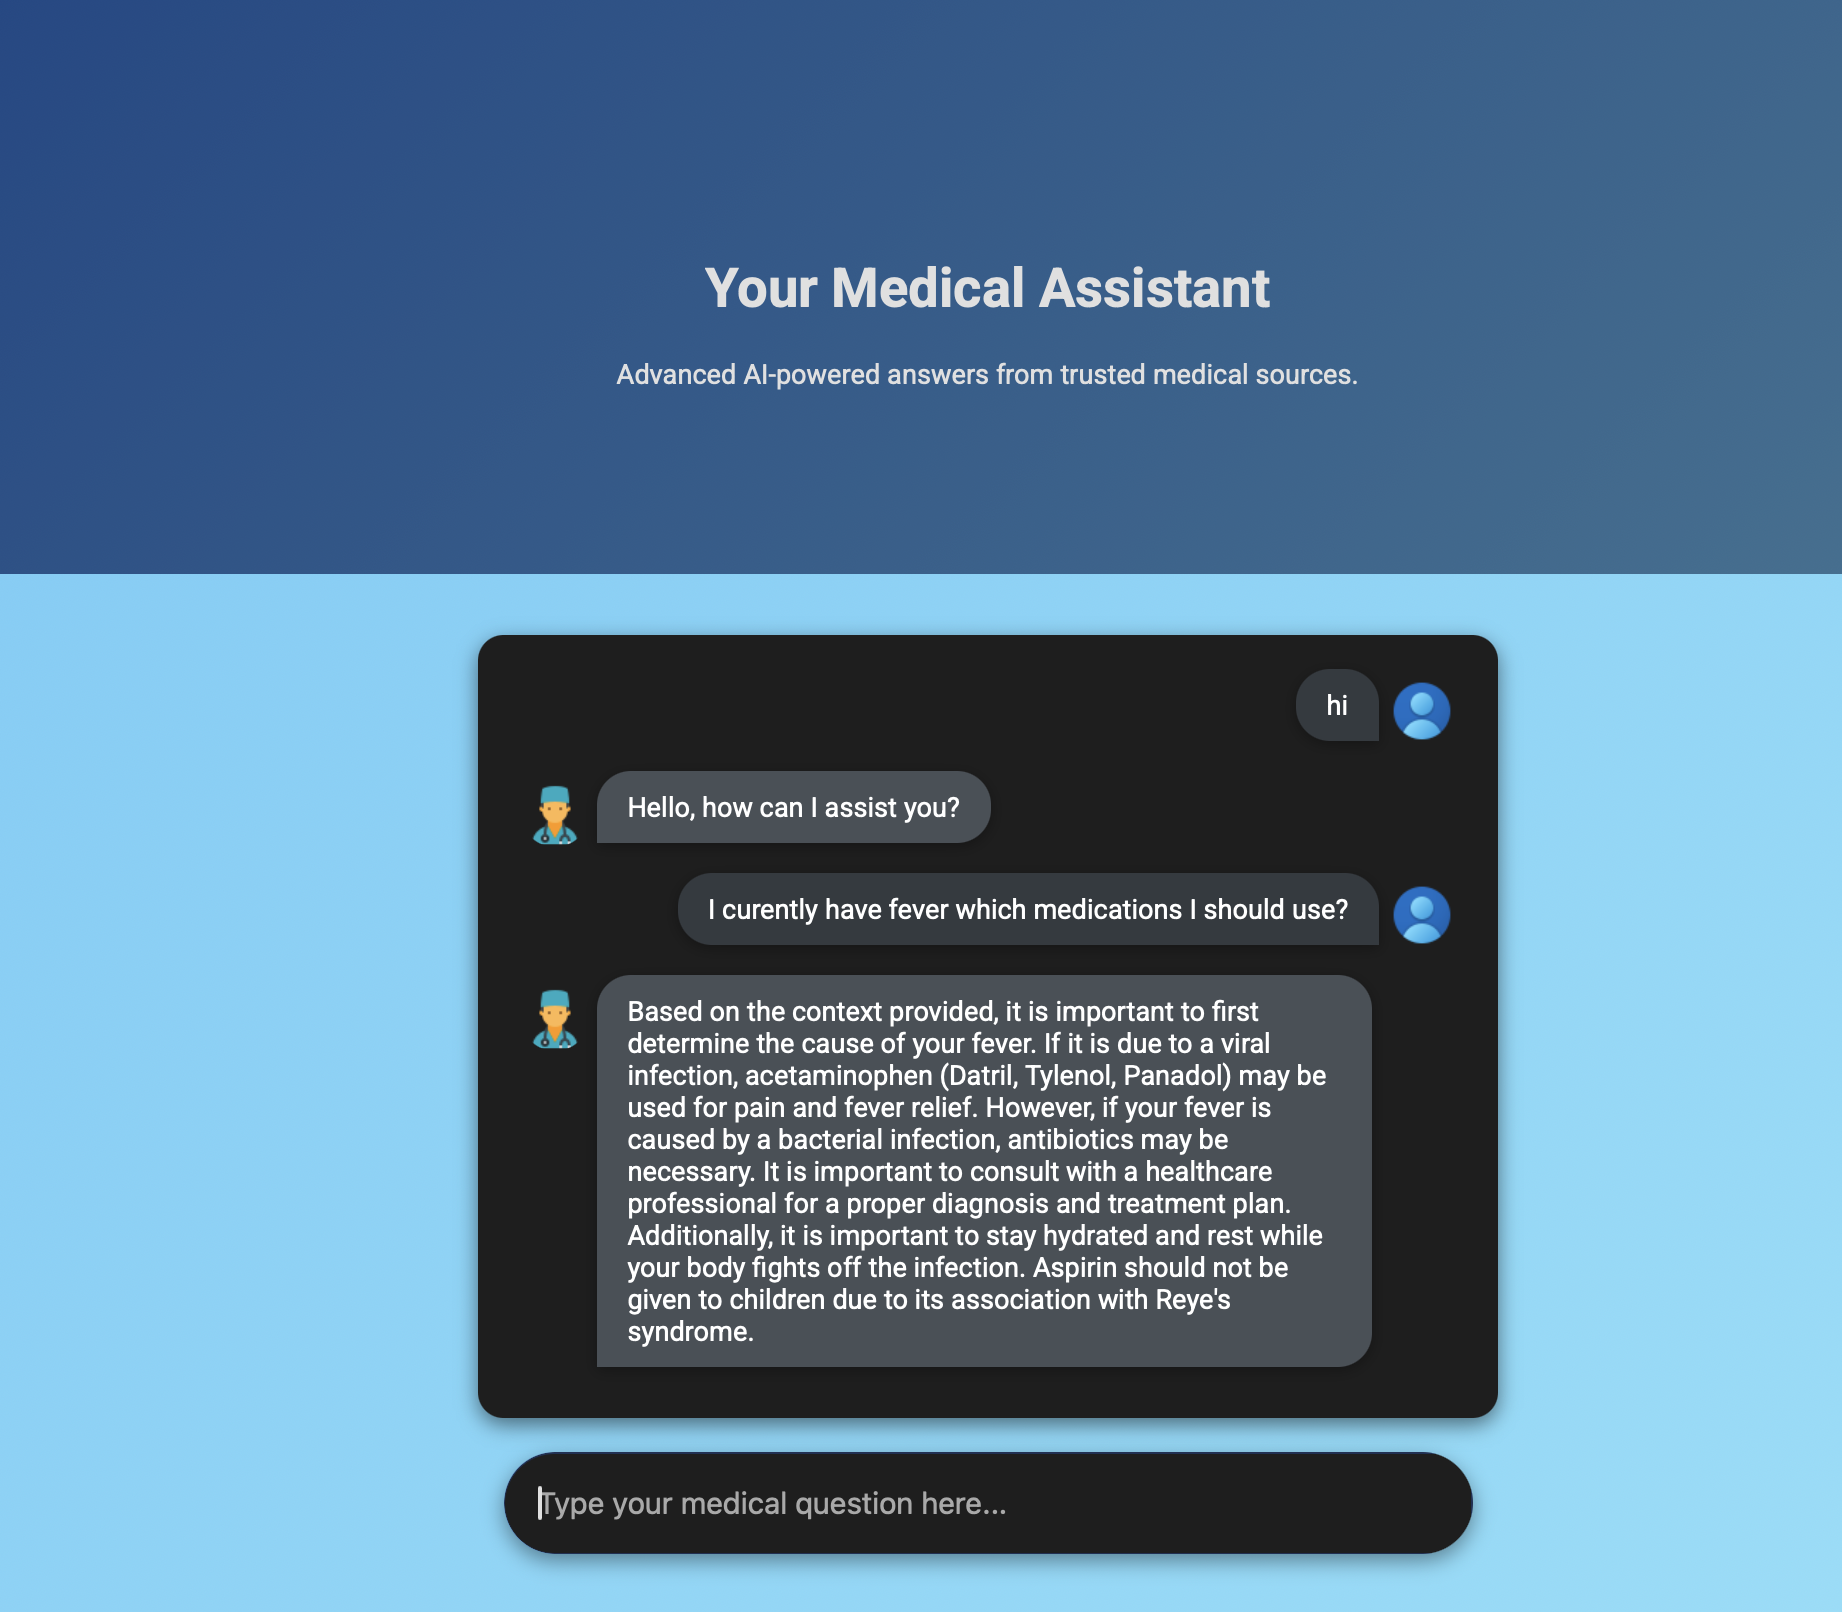 Your Medical Assistant
Advanced AI-powered answers from trusted medical sources.
hi
Hello, how can I assist you?
I curently have fever which medications I should use?
Based on the context provided, it is important to first
determine the cause of your fever. If it is due to a viral
infection, acetaminophen (Datril, Tylenol, Panadol) may be
used for pain and fever relief. However, if your fever is
caused by a bacterial infection, antibiotics may be
necessary. It is important to consult with a healthcare
professional for a proper diagnosis and treatment plan.
Additionally, it is important to stay hydrated and rest while
your body fights off the infection. Aspirin should not be
given to children due to its association with Reye's
syndrome.
Type your medical question here...